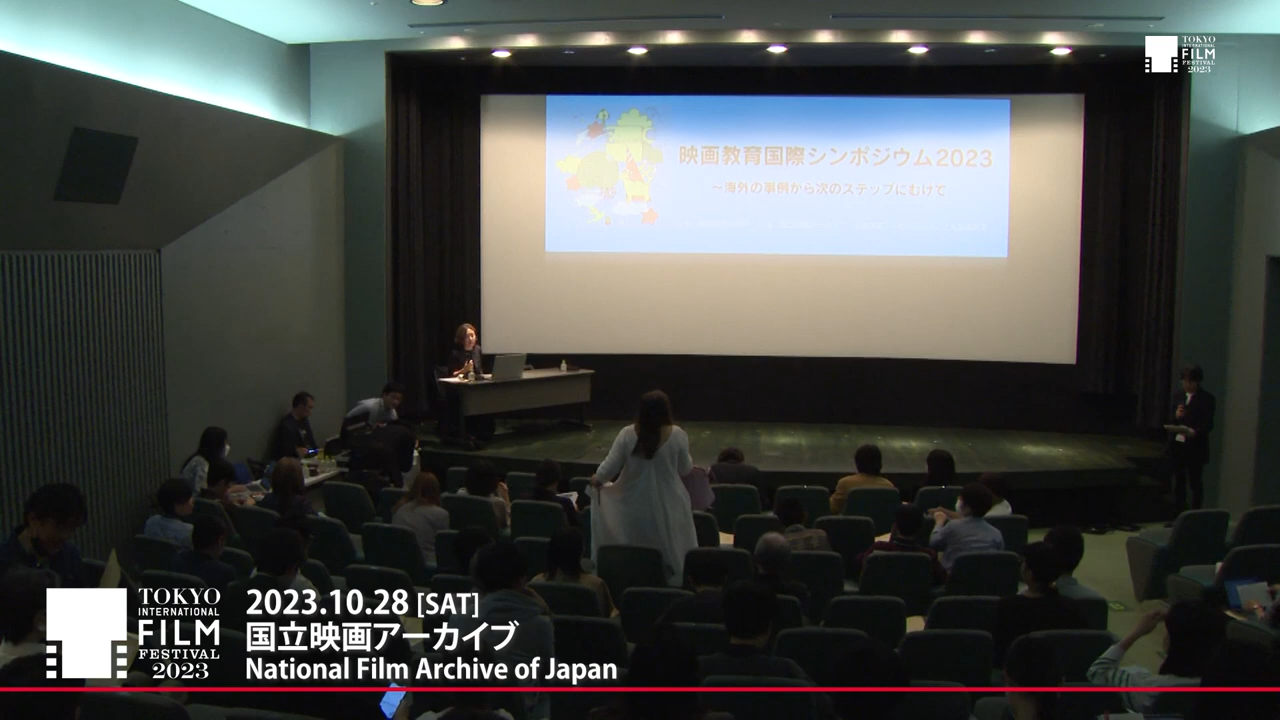 TOKYO
INTERNATIONAL
FILM
FESTIVAL
2023
映画教育国際シンポジウム2023
～海外の事例から次のステップにむけて
TOKYO
INTERNATIONAL
FILM
FESTIVAL
2023
2023.10.28 [SAT]
国立映画アーカイブ
National Film Archive of Japan